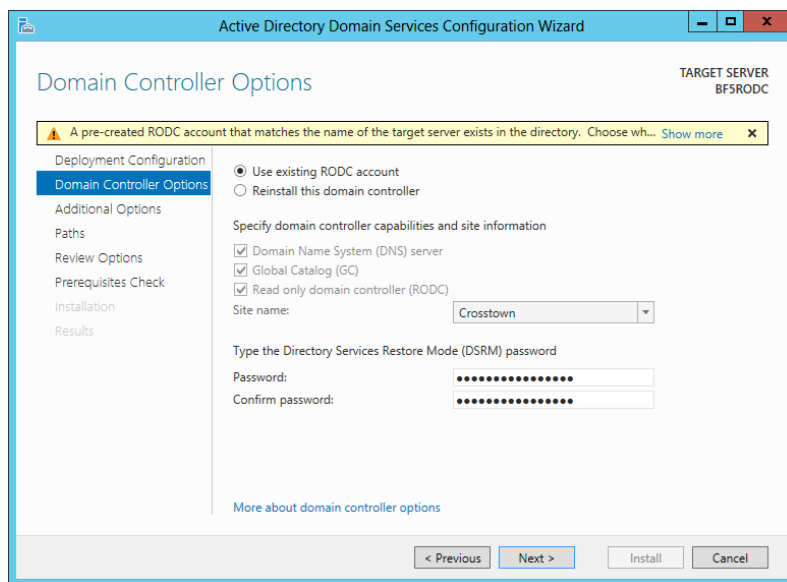 Active Directory Domain Services Configuration Wizard
Domain Controller Options
TARGET SERVER
BF5RODC
A pre-created RODC account that matches the name of the target server exists in the directory. Choose wh... Show more
Deployment Configuration
Domain Controller Options
Additional Options
Paths
Review Options
Prerequisites Check
Installation
Results
Use existing RODC account
Reinstall this domain controller
Specify domain controller capabilities and site information
Domain Name System (DNS) server
Global Catalog (GC)
Read only domain controller (RODC)
Site name: Crosstown
Type the Directory Services Restore Mode (DSRM) password
Password: ••••••••••••••••
Confirm password: ••••••••••••••••
More about domain controller options
< Previous Next > Install Cancel